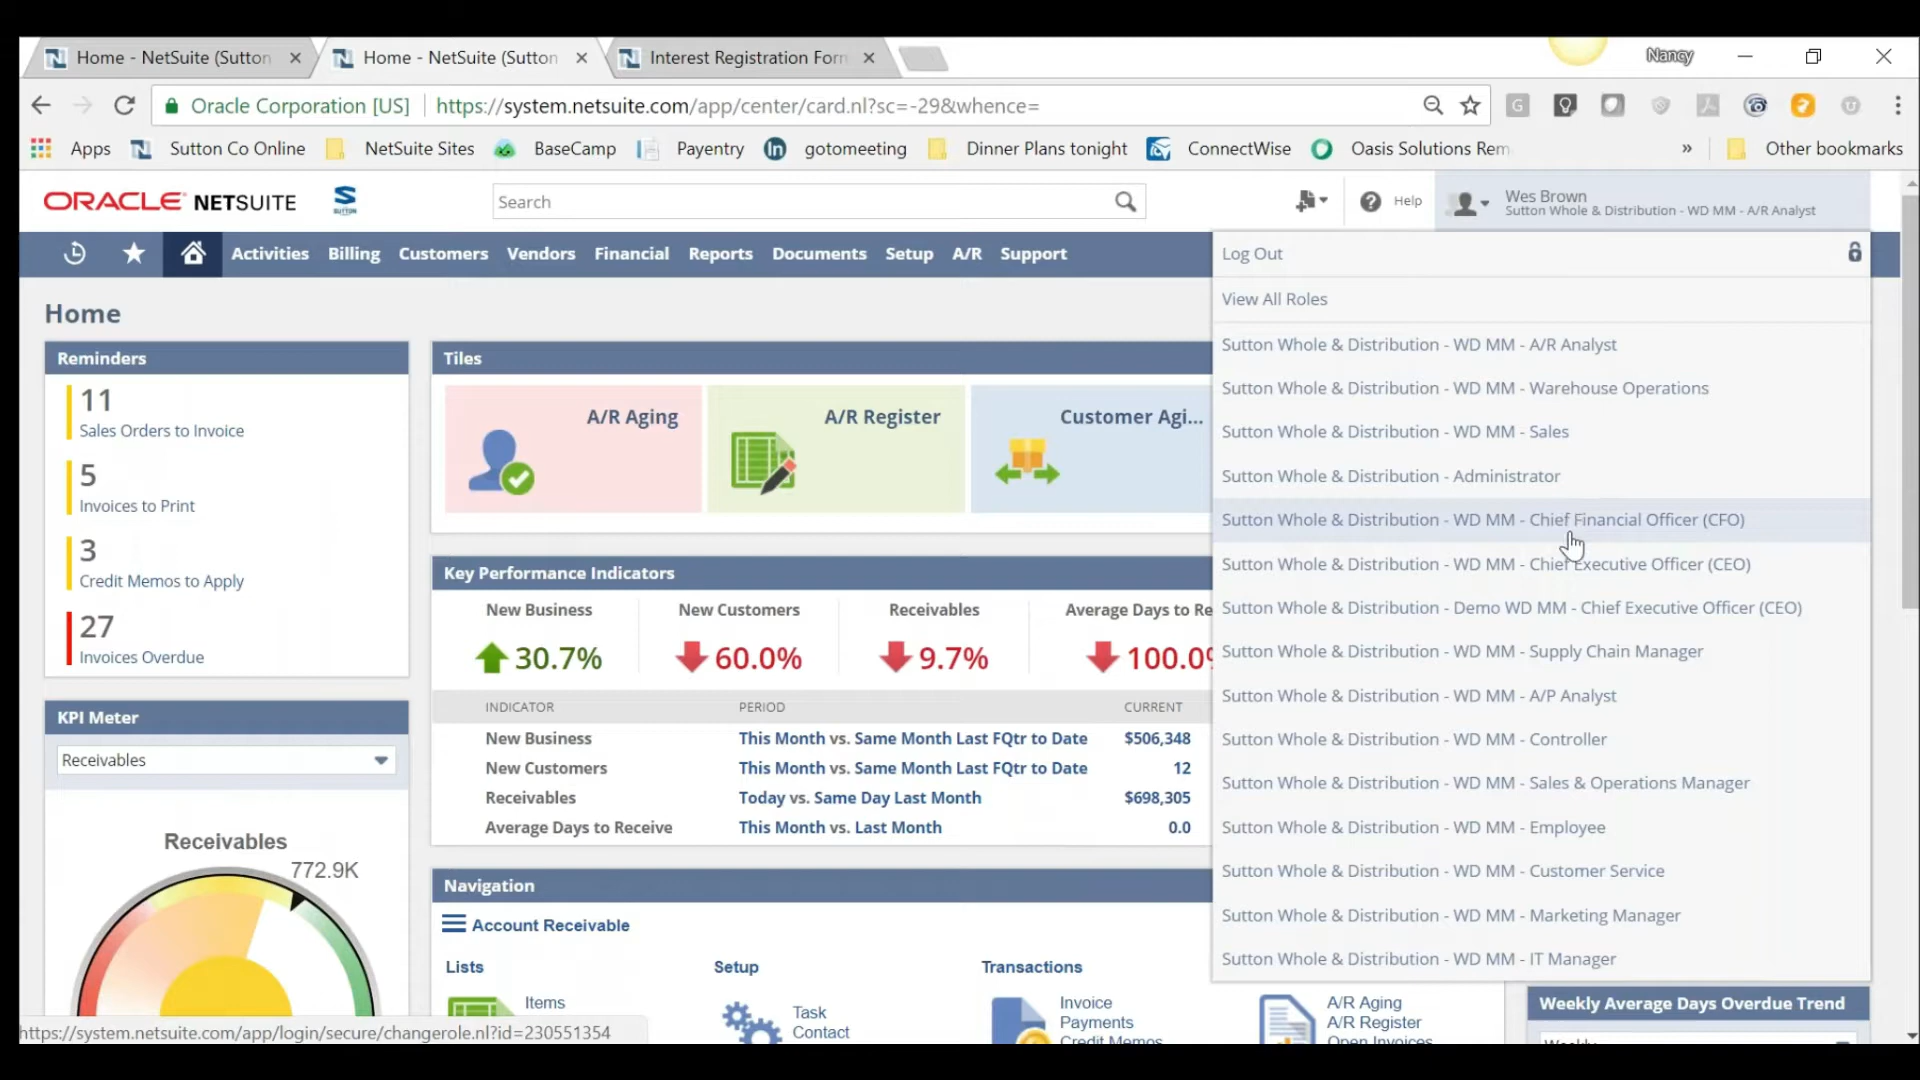 Home - NetSuite (Sutton
Home - NetSuite (Sutton
Interest Registration Form
Nancy
Oracle Corporation [US]
https://system.netsuite.com/app/center/card.nl?sc=-29&whence=
Apps
Sutton Co Online
NetSuite Sites
BaseCamp
Payentry
gotomeeting
Dinner Plans tonight
ConnectWise
Oasis Solutions Rem
»
Other bookmarks
ORACLE NETSUITE
SUTTON
Search
Help
Wes Brown
Sutton Whole & Distribution - WD MM - A/R Analyst
Activities
Billing
Customers
Vendors
Financial
Reports
Documents
Setup
A/R
Support
Log Out
View All Roles
Sutton Whole & Distribution - WD MM - A/R Analyst
Sutton Whole & Distribution - WD MM - Warehouse Operations
Sutton Whole & Distribution - WD MM - Sales
Sutton Whole & Distribution - Administrator
Sutton Whole & Distribution - WD MM - Chief Financial Officer (CFO)
Sutton Whole & Distribution - WD MM - Chief Executive Officer (CEO)
Sutton Whole & Distribution - Demo WD MM - Chief Executive Officer (CEO)
Sutton Whole & Distribution - WD MM - Supply Chain Manager
Sutton Whole & Distribution - WD MM - A/P Analyst
Sutton Whole & Distribution - WD MM - Controller
Sutton Whole & Distribution - WD MM - Sales & Operations Manager
Sutton Whole & Distribution - WD MM - Employee
Sutton Whole & Distribution - WD MM - Customer Service
Sutton Whole & Distribution - WD MM - Marketing Manager
Sutton Whole & Distribution - WD MM - IT Manager
Home
Reminders
11
Sales Orders to Invoice
5
Invoices to Print
3
Credit Memos to Apply
27
Invoices Overdue
KPI Meter
Receivables
Receivables
772.9K
Tiles
A/R Aging
A/R Register
Customer Agi...
Key Performance Indicators
New Business
30.7%
New Customers
60.0%
Receivables
9.7%
Average Days to Re
100.0%
INDICATOR PERIOD CURRENT
New Business This Month vs. Same Month Last FQtr to Date $506,348
New Customers This Month vs. Same Month Last FQtr to Date 12
Receivables Today vs. Same Day Last Month $698,305
Average Days to Receive This Month vs. Last Month 0.0
Navigation
Account Receivable
Lists
Items
Setup
Task
Contact
Transactions
Invoice
Payments
Credit Memos
A/R Aging
A/R Register
Open Invoices
Weekly Average Days Overdue Trend
Weekly
https://system.netsuite.com/app/login/secure/changerole.nl?id=230551354